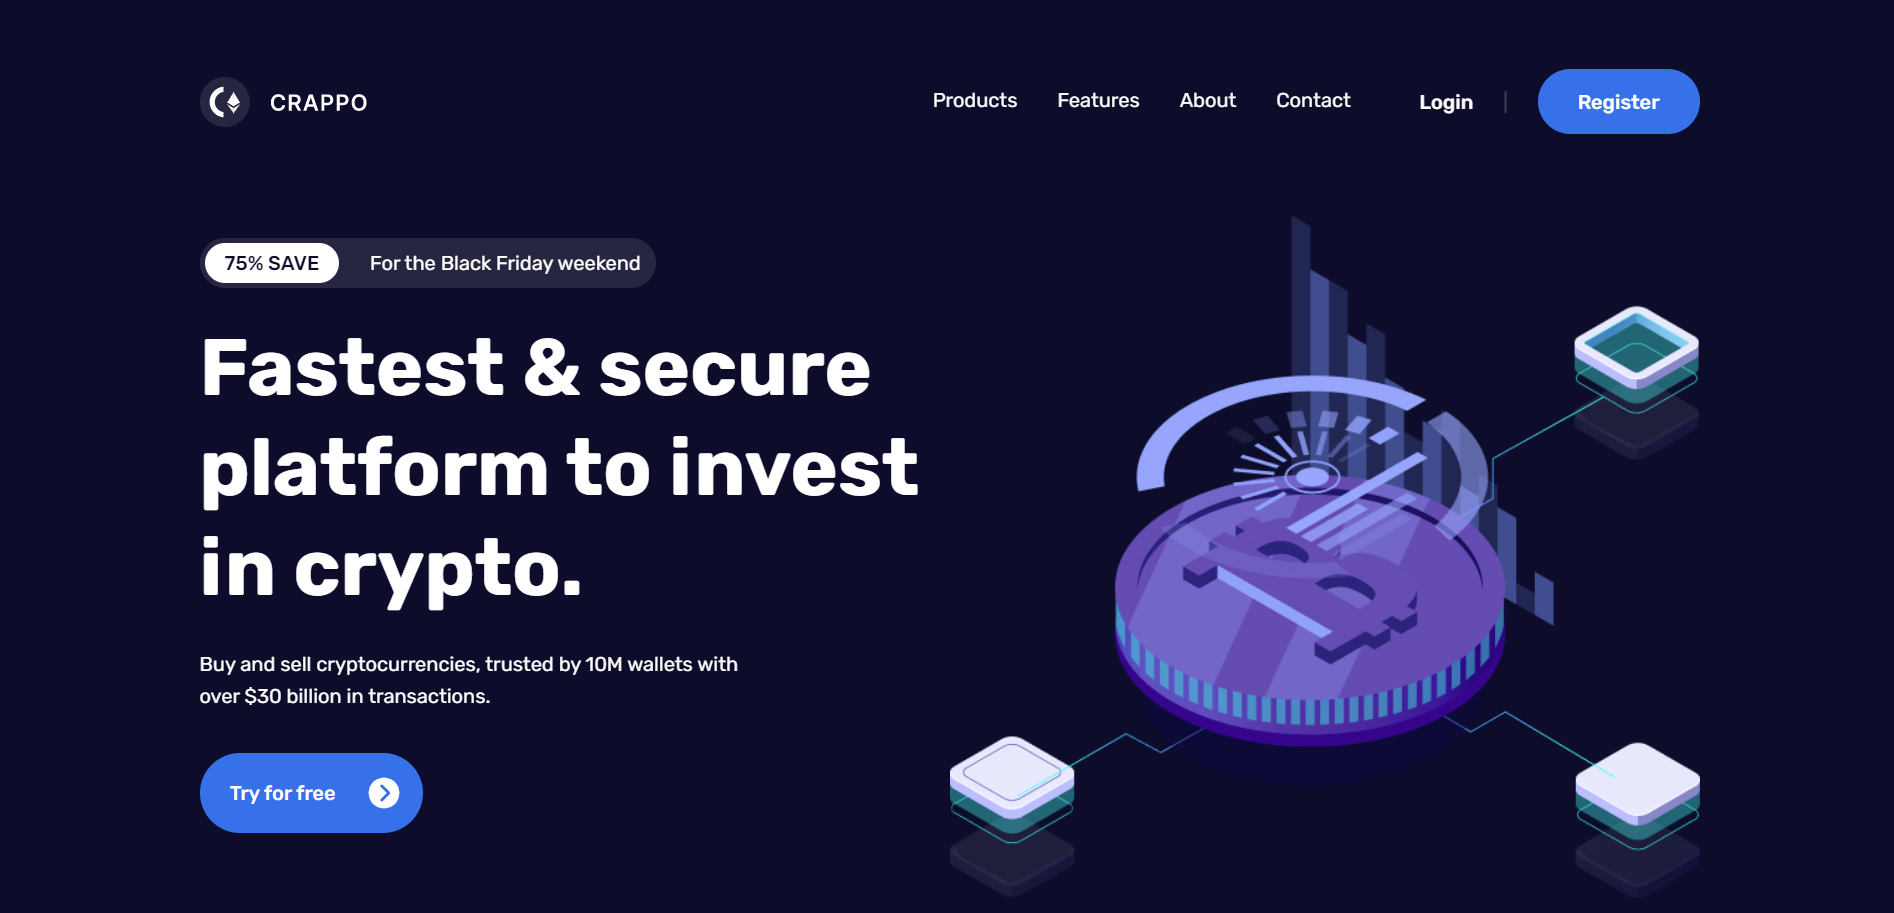 CRAPPO
Products
Features
About
Contact
Login
Register
75% SAVE
For the Black Friday weekend
Fastest & secure
platform to invest
in crypto.
Buy and sell cryptocurrencies, trusted by 10M wallets with
over $30 billion in transactions.
Try for free